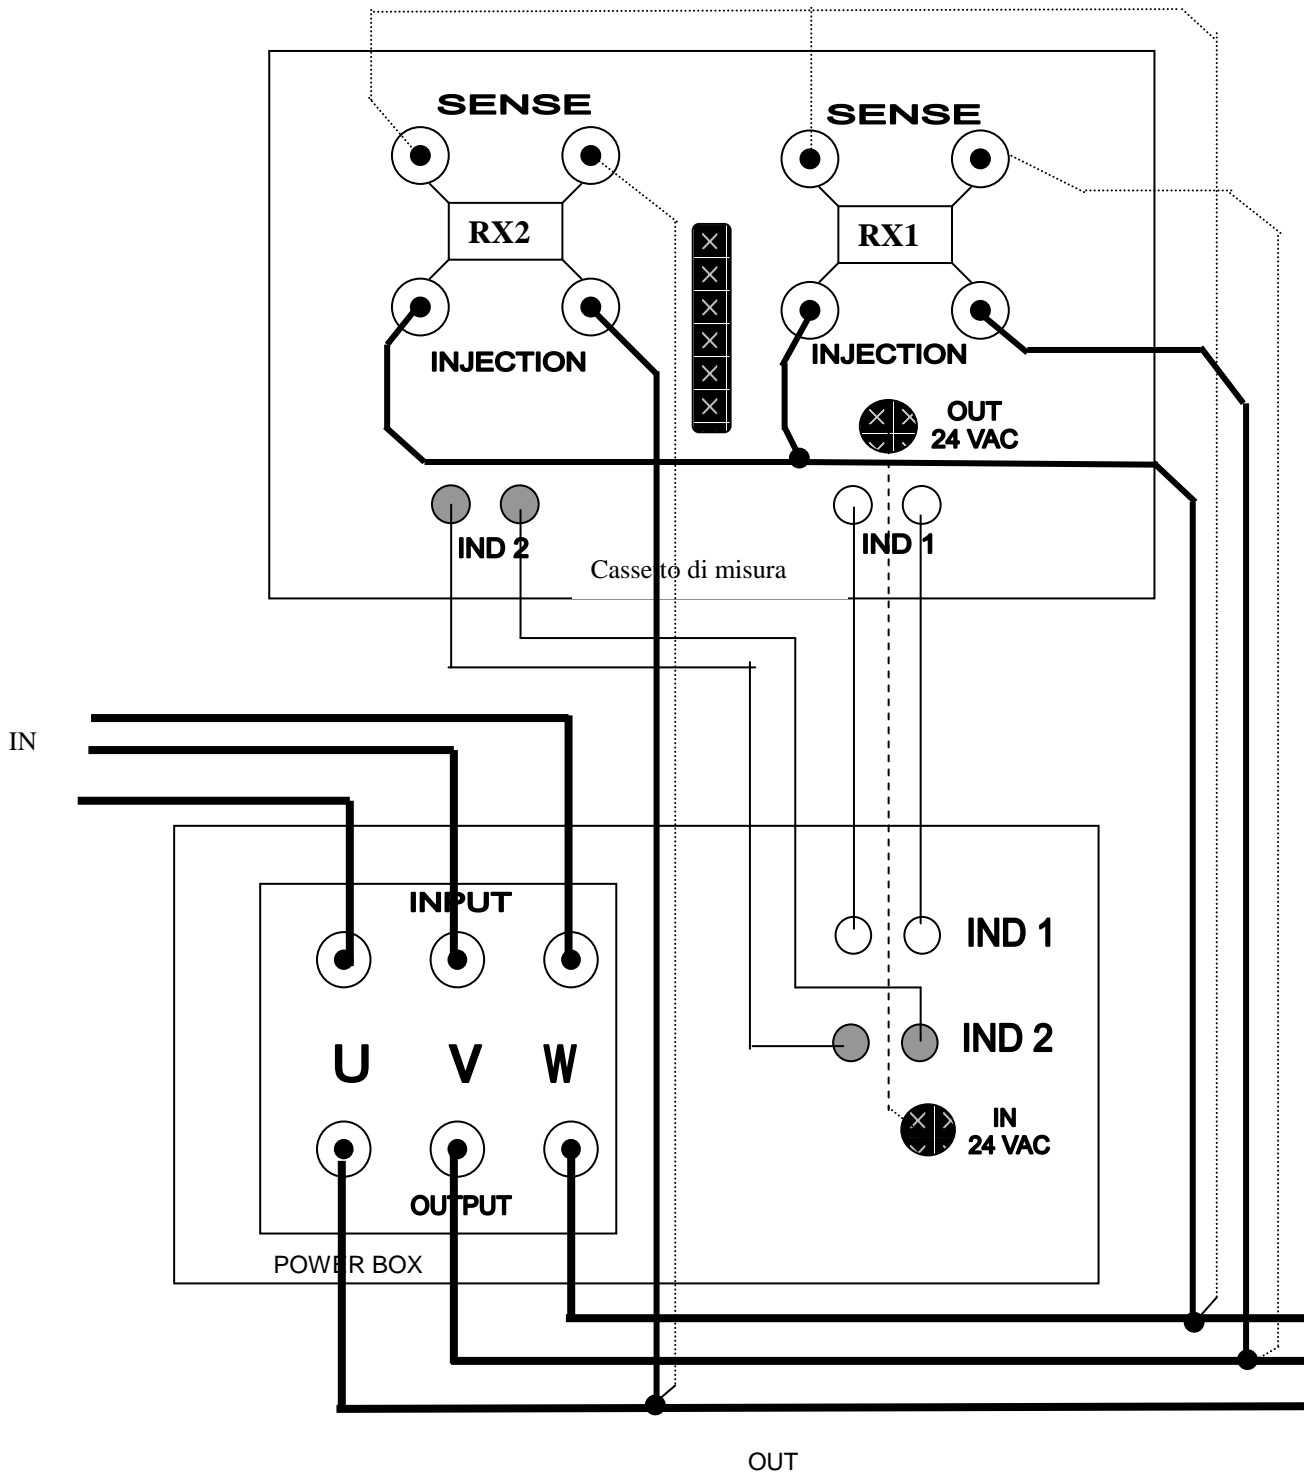 SENSE
SENSE
RX2
RX1
INJECTION
INJECTION
OUT
24 VAC
IND 2
IND 1
Cassetto di misura
IN
INPUT
IND 1
U V W
IND 2
IN
24 VAC
OUTPUT
POWER BOX
OUT